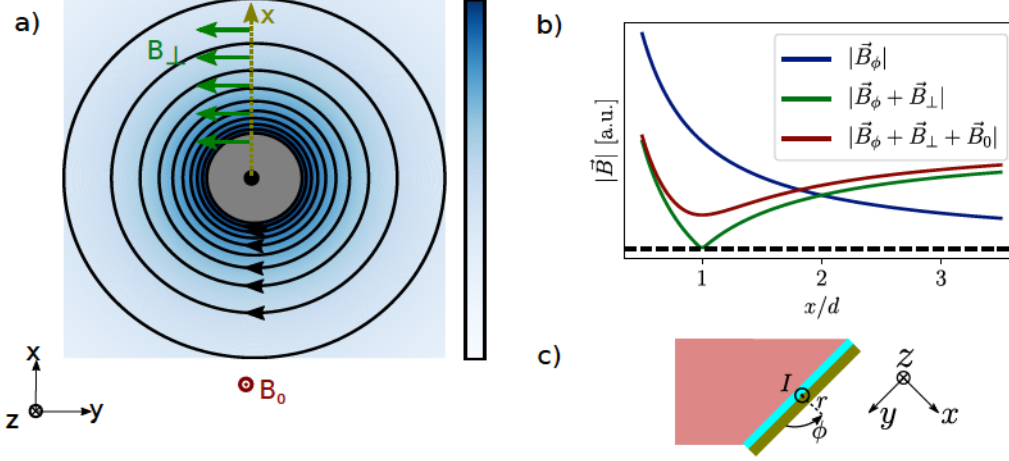 a)
x
B⊥
x
z
y
B₀
b)
|B⃗_ϕ|
|B⃗_ϕ + B⃗_⊥|
|B⃗_ϕ + B⃗_⊥ + B⃗_0|
|B⃗| [a.u.]
1 2 3
x/d
c)
I
r
ϕ
z
y
x